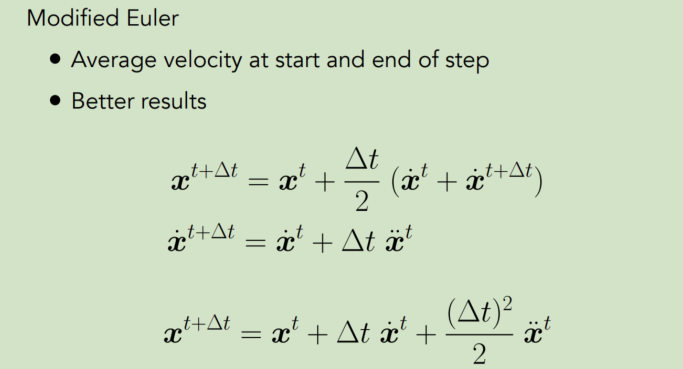 Modified Euler
• Average velocity at start and end of step
• Better results
$\boldsymbol{x}^{t+\Delta t} = \boldsymbol{x}^{t} + \frac{\Delta t}{2} (\dot{\boldsymbol{x}}^{t} + \dot{\boldsymbol{x}}^{t+\Delta t})$
$\dot{\boldsymbol{x}}^{t+\Delta t} = \dot{\boldsymbol{x}}^{t} + \Delta t \, \ddot{\boldsymbol{x}}^{t}$
$\boldsymbol{x}^{t+\Delta t} = \boldsymbol{x}^{t} + \Delta t \, \dot{\boldsymbol{x}}^{t} + \frac{(\Delta t)^2}{2} \, \ddot{\boldsymbol{x}}^{t}$